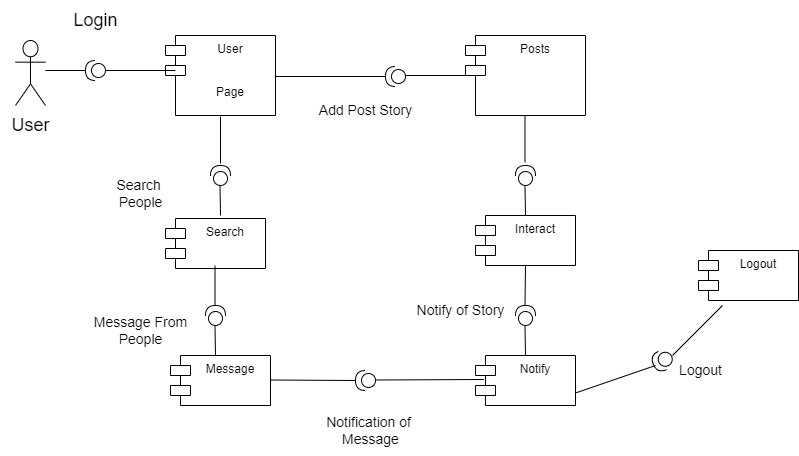 Login
User
User
Page
Add Post Story
Posts
Search
People
Search
Interact
Logout
Message From
People
Notify of Story
Message
Notify
Logout
Notification of
Message